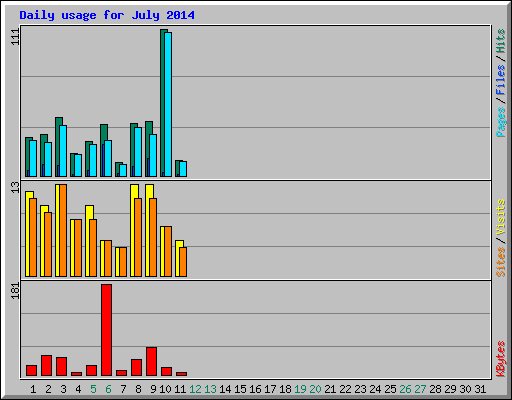 Daily usage for July 2014
111
Pages / Files / Hits
13
Sites / Visits
181
KBytes
1 2 3 4 5 6 7 8 9 10 11 12 13 14 15 16 17 18 19 20 21 22 23 24 25 26 27 28 29 30 31